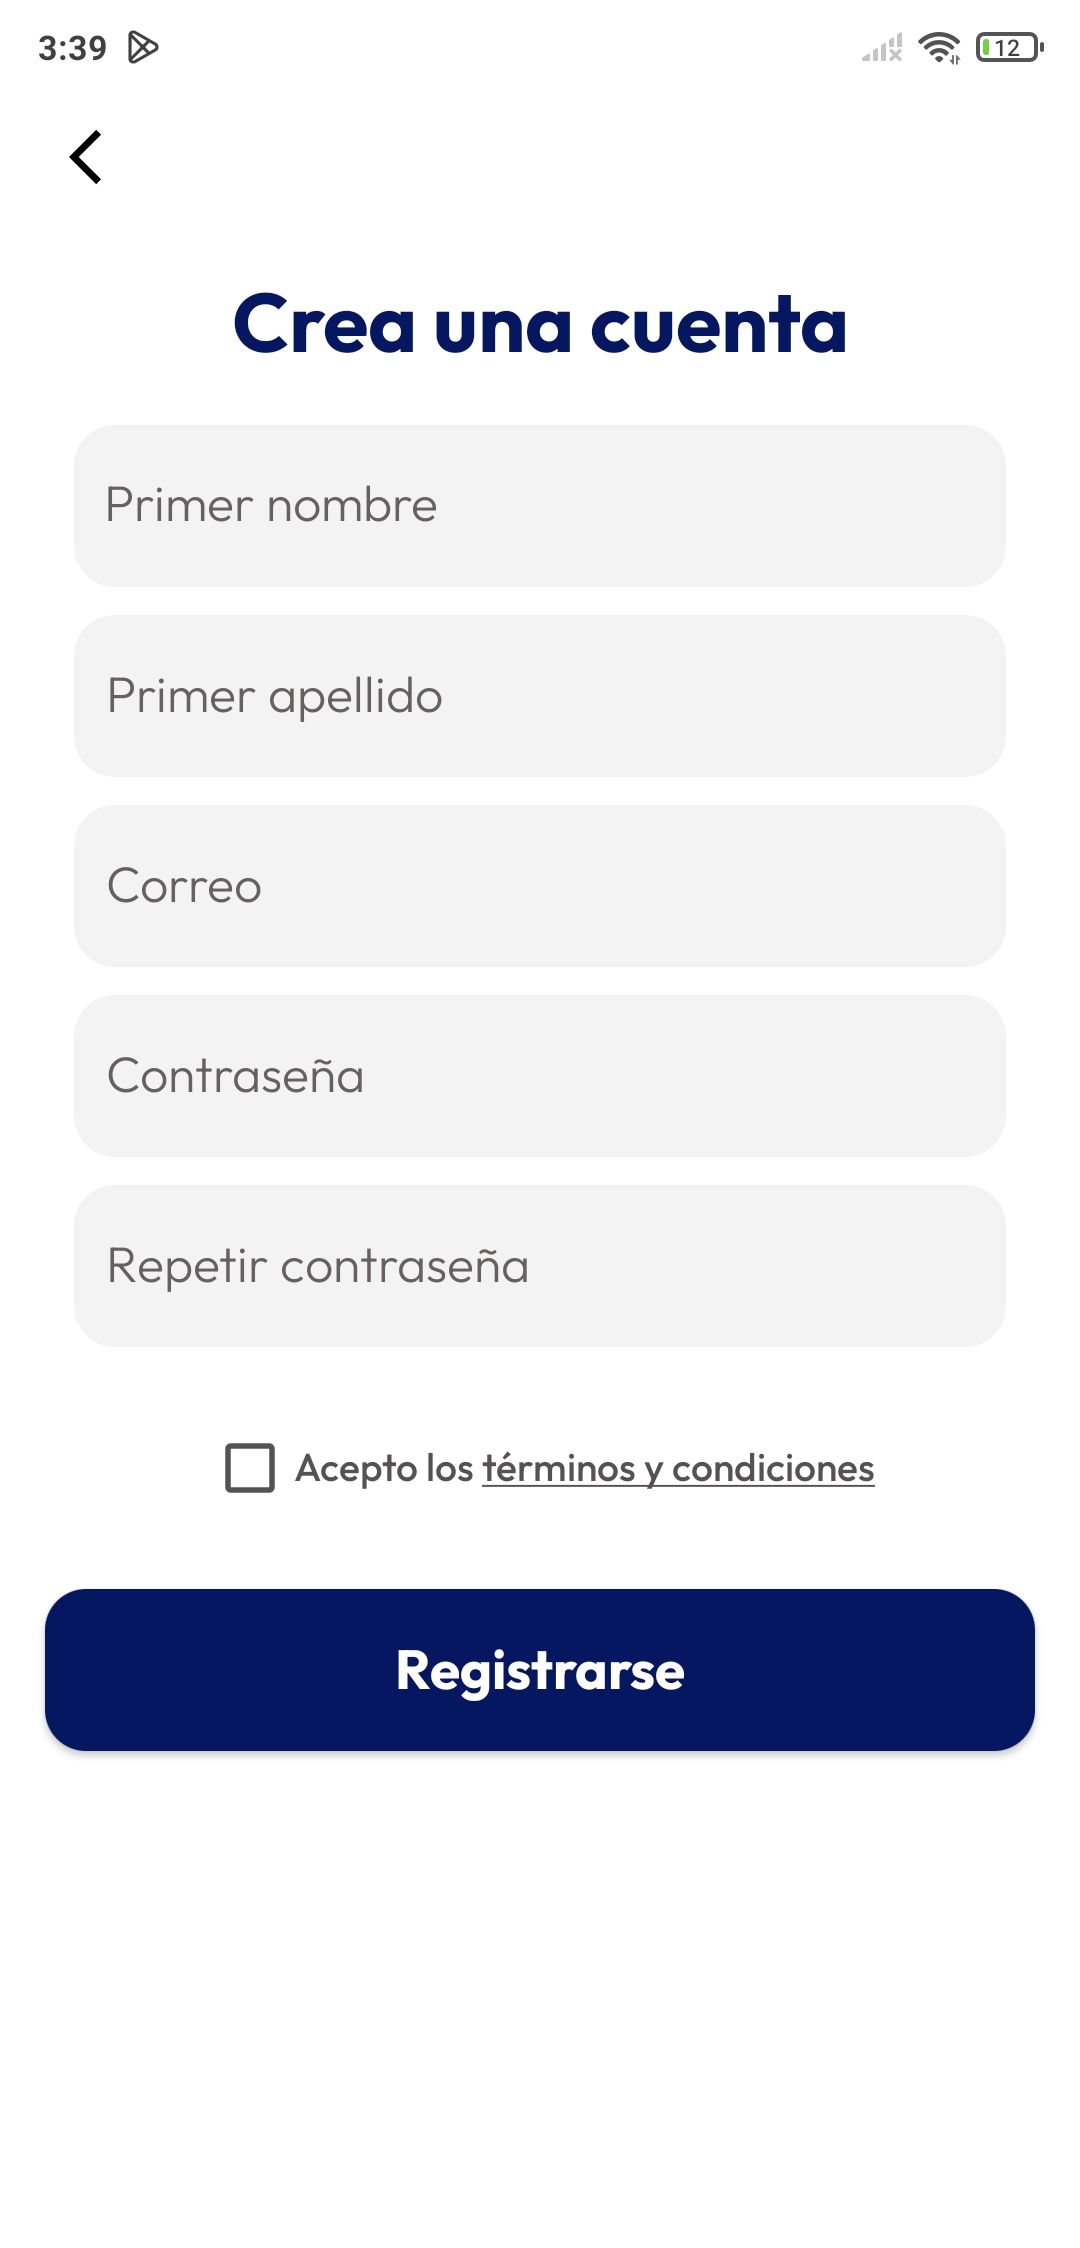 3:39
12
Crea una cuenta
Primer nombre
Primer apellido
Correo
Contraseña
Repetir contraseña
Acepto los términos y condiciones
Registrarse